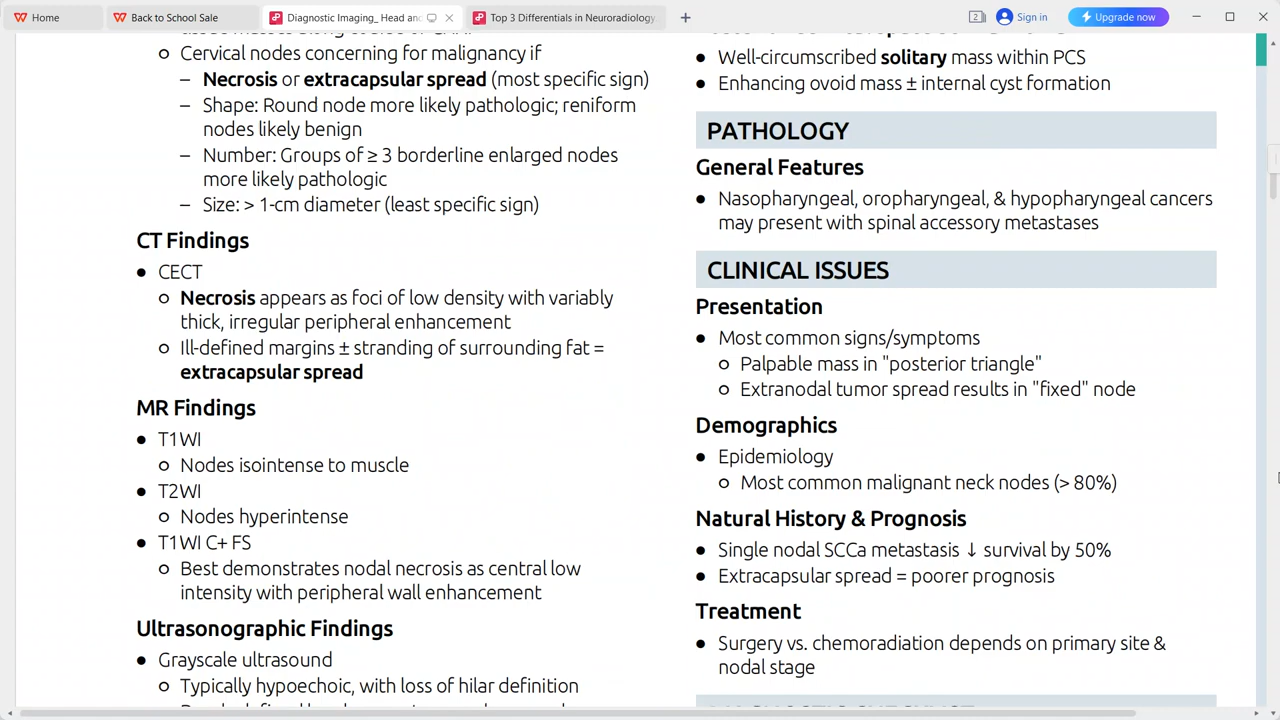 Home
Back to School Sale
Diagnostic Imaging_ Head and
Top 3 Differentials in Neuroradiology
2
Sign in
Upgrade now
Cervical nodes concerning for malignancy if
– Necrosis or extracapsular spread (most specific sign)
– Shape: Round node more likely pathologic; reniform
nodes likely benign
– Number: Groups of ≥ 3 borderline enlarged nodes
more likely pathologic
– Size: > 1-cm diameter (least specific sign)
CT Findings
• CECT
○ Necrosis appears as foci of low density with variably
thick, irregular peripheral enhancement
○ Ill-defined margins ± stranding of surrounding fat =
extracapsular spread
MR Findings
• T1WI
○ Nodes isointense to muscle
• T2WI
○ Nodes hyperintense
• T1WI C+ FS
○ Best demonstrates nodal necrosis as central low
intensity with peripheral wall enhancement
Ultrasonographic Findings
• Grayscale ultrasound
○ Typically hypoechoic, with loss of hilar definition
• Well-circumscribed solitary mass within PCS
• Enhancing ovoid mass ± internal cyst formation
PATHOLOGY
General Features
• Nasopharyngeal, oropharyngeal, & hypopharyngeal cancers
may present with spinal accessory metastases
CLINICAL ISSUES
Presentation
• Most common signs/symptoms
○ Palpable mass in "posterior triangle"
○ Extranodal tumor spread results in "fixed" node
Demographics
• Epidemiology
○ Most common malignant neck nodes (> 80%)
Natural History & Prognosis
• Single nodal SCCa metastasis ↓ survival by 50%
• Extracapsular spread = poorer prognosis
Treatment
• Surgery vs. chemoradiation depends on primary site &
nodal stage